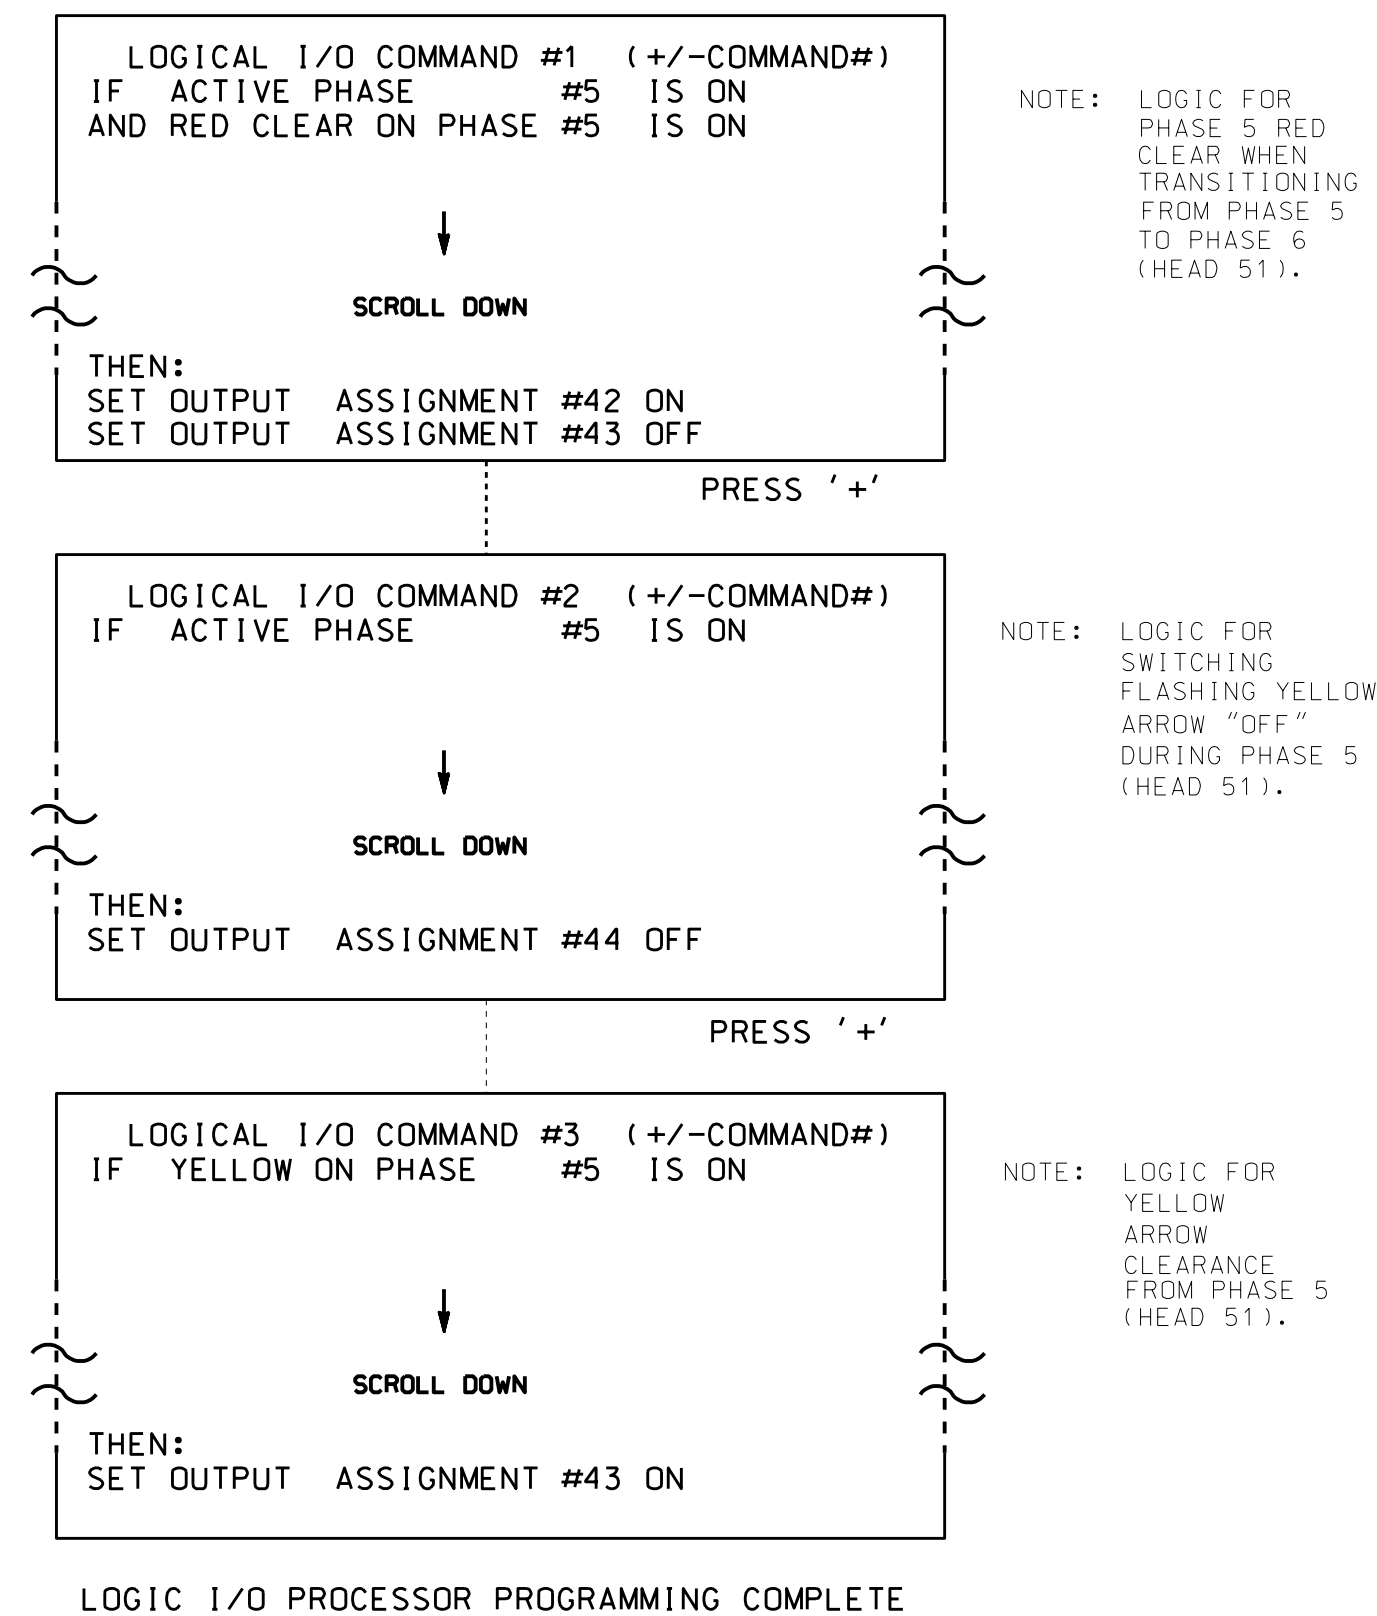 LOGICAL I/O COMMAND #1 (+/-COMMAND#)
IF ACTIVE PHASE #5 IS ON
AND RED CLEAR ON PHASE #5 IS ON
SCROLL DOWN
THEN:
SET OUTPUT ASSIGNMENT #42 ON
SET OUTPUT ASSIGNMENT #43 OFF
NOTE: LOGIC FOR
PHASE 5 RED
CLEAR WHEN
TRANSITIONING
FROM PHASE 5
TO PHASE 6
(HEAD 51).
PRESS '+'
LOGICAL I/O COMMAND #2 (+/-COMMAND#)
IF ACTIVE PHASE #5 IS ON
SCROLL DOWN
THEN:
SET OUTPUT ASSIGNMENT #44 OFF
NOTE: LOGIC FOR
SWITCHING
FLASHING YELLOW
ARROW "OFF"
DURING PHASE 5
(HEAD 51).
PRESS '+'
LOGICAL I/O COMMAND #3 (+/-COMMAND#)
IF YELLOW ON PHASE #5 IS ON
SCROLL DOWN
THEN:
SET OUTPUT ASSIGNMENT #43 ON
NOTE: LOGIC FOR
YELLOW
ARROW
CLEARANCE
FROM PHASE 5
(HEAD 51).
LOGIC I/O PROCESSOR PROGRAMMING COMPLETE